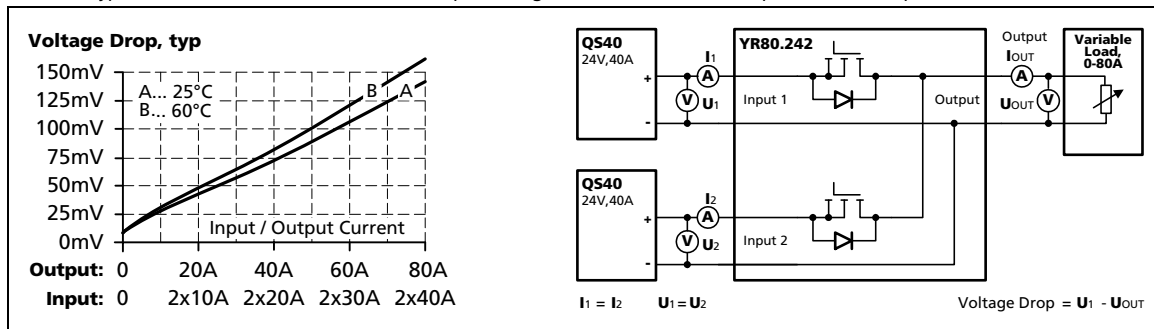 Voltage Drop, typ
150mV
125mV
100mV
75mV
50mV
25mV
0mV
A... 25°C
B... 60°C
B
A
Input / Output Current
Output: 0 20A 40A 60A 80A
Input: 0 2x10A 2x20A 2x30A 2x40A
QS40
24V,40A
+
-
I1
A
V
U1
YR80.242
Input 1
Output
Output
IOUT
A
UOUT
V
Variable
Load,
0-80A
QS40
24V,40A
+
-
I2
A
V
U2
Input 2
I1 = I2 U1 = U2
Voltage Drop = U1 - UOUT